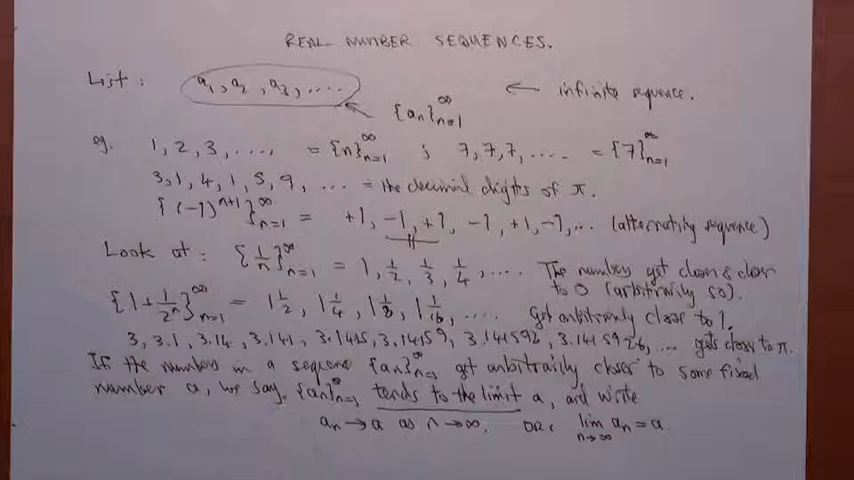 REAL NUMBER SEQUENCES.
List: a₁, a₂, a₃, .... ← infinite sequence.
{aₙ}ₙ₌₁^∞
eg. 1, 2, 3, ...., = {n}ₙ₌₁^∞ ; 7, 7, 7, .... = {7}ₙ₌₁^∞
3, 1, 4, 1, 5, 9, ... = the decimal digits of π.
{(-1)ⁿ⁺¹}ₙ₌₁^∞ = +1, -1, +1, -1, +1, -1, ... (alternating sequence)
Look at: {1/n}ₙ₌₁^∞ = 1, 1/2, 1/3, 1/4, .... The numbers get closer & closer
to 0 (arbitrarily so).
{1+1/2ⁿ}ₙ₌₁^∞ = 1 1/2, 1 1/4, 1 1/8, 1 1/16, .... get arbitrarily close to 1.
3, 3.1, 3.14, 3.141, 3.1415, 3.14159, 3.141592, 3.1415926, ... gets close to π.
If the numbers in a sequence {aₙ}ₙ₌₁^∞ get arbitrarily closer to some fixed
number a, we say {aₙ}ₙ₌₁^∞ tends to the limit a, and write
aₙ → a as n → ∞, OR: lim n→∞ aₙ = a.